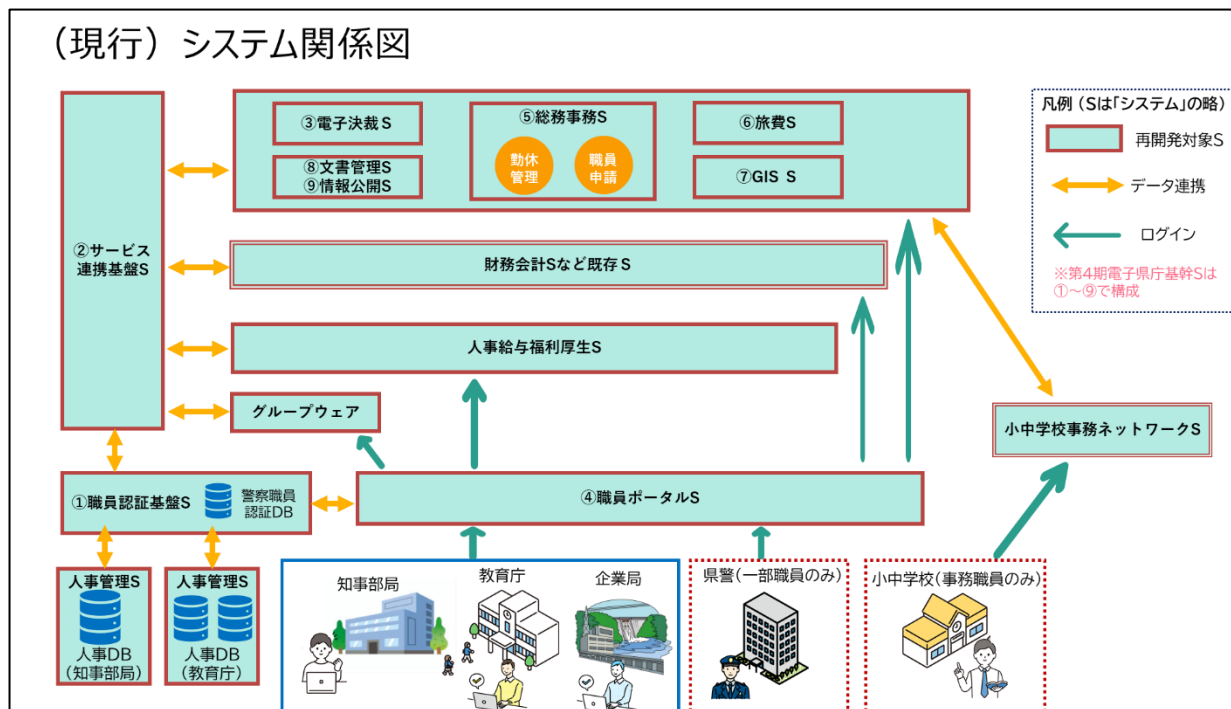 （現行）システム関係図
②サービス
連携基盤S
③電子決裁 S
⑧文書管理S
⑨情報公開S
⑤総務事務S
勤休
管理
職員
申請
⑥旅費S
⑦GIS S
凡例（Sは「システム」の略）
再開発対象S
データ連携
ログイン
※第4期電子県庁基幹Sは
①～⑨で構成
財務会計Sなど既存 S
人事給与福利厚生S
グループウェア
小中学校事務ネットワークS
①職員認証基盤S
警察職員
認証DB
④職員ポータルS
人事管理S
人事DB
（知事部局）
人事管理S
人事DB
（教育庁）
知事部局
教育庁
企業局
県警（一部職員のみ）
小中学校（事務職員のみ）